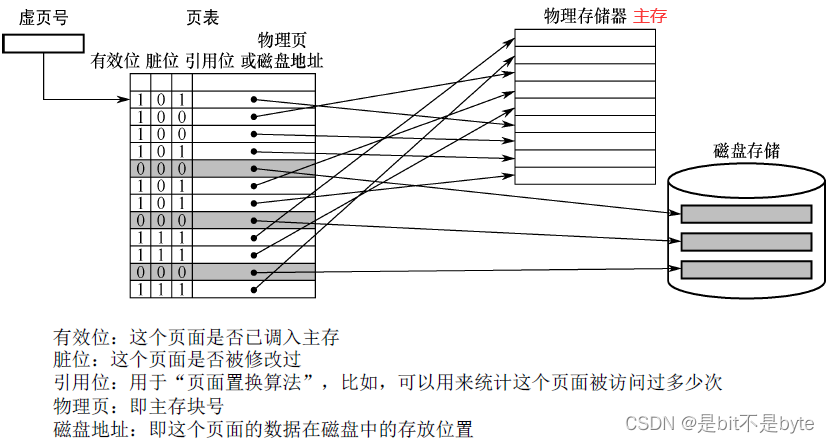 虚页号 页表 物理存储器 主存
物理页
有效位 脏位 引用位 或磁盘地址
1 0 1
1 0 0
1 0 0
1 0 1
0 0 0
1 0 1
1 0 1
0 0 0
1 1 1
1 1 1
0 0 0
1 1 1
磁盘存储
有效位：这个页面是否已调入主存
脏位：这个页面是否被修改过
引用位：用于“页面置换算法”，比如，可以用来统计这个页面被访问过多少次
物理页：即主存块号
磁盘地址：即这个页面的数据在磁盘中的存放位置
CSDN @是bit不是byte